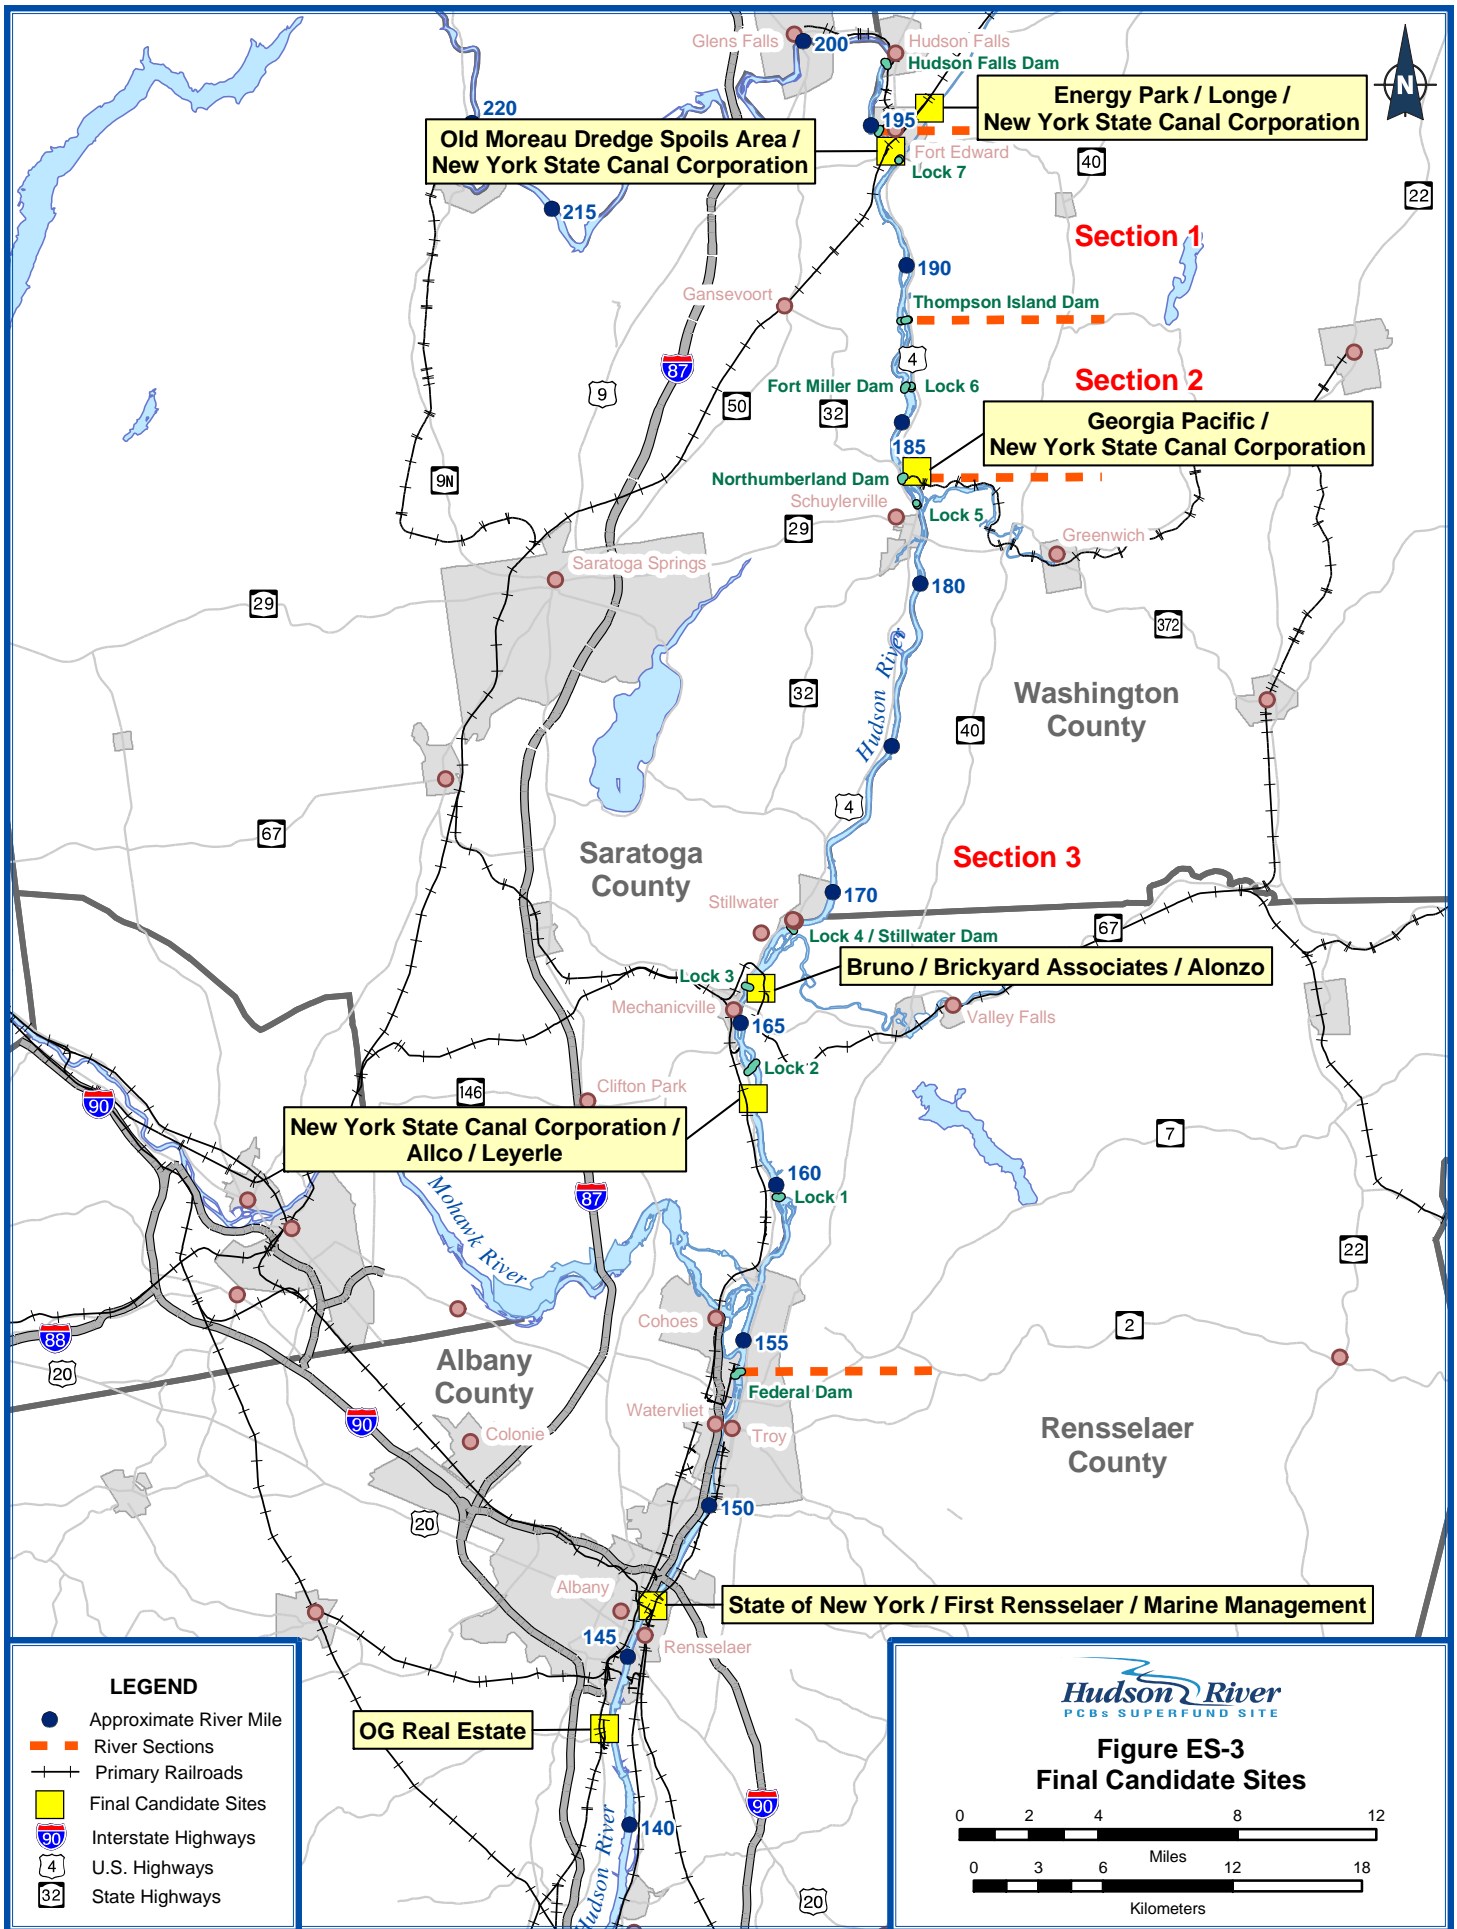 Glens Falls
200
Hudson Falls
Hudson Falls Dam
N
220
Energy Park / Longe /
New York State Canal Corporation
195
Old Moreau Dredge Spoils Area /
New York State Canal Corporation
Fort Edward
Lock 7
40
22
215
Section 1
190
Gansevoort
Thompson Island Dam
4
87
9
50
32
Fort Miller Dam
Lock 6
Section 2
Georgia Pacific /
New York State Canal Corporation
185
9N
Northumberland Dam
Schuylerville
Lock 5
29
Greenwich
Saratoga Springs
180
29
372
Hudson River
32
Washington
County
40
4
67
Saratoga
County
Section 3
170
Stillwater
67
Lock 4 / Stillwater Dam
Bruno / Brickyard Associates / Alonzo
Lock 3
Mechanicville
165
Valley Falls
Lock 2
146
Clifton Park
90
New York State Canal Corporation /
Allco / Leyerle
7
160
Lock 1
87
Mohawk River
22
Cohoes
155
2
88
20
Albany
County
Federal Dam
Watervliet
Troy
90
Colonie
Rensselaer
County
150
20
Albany
State of New York / First Rensselaer / Marine Management
145
Rensselaer
OG Real Estate
90
140
Hudson River
20
LEGEND
Approximate River Mile
River Sections
Primary Railroads
Final Candidate Sites
90 Interstate Highways
4 U.S. Highways
32 State Highways
Hudson River
PCBs SUPERFUND SITE
Figure ES-3
Final Candidate Sites
0 2 4 8 12
Miles
0 3 6 12 18
Kilometers